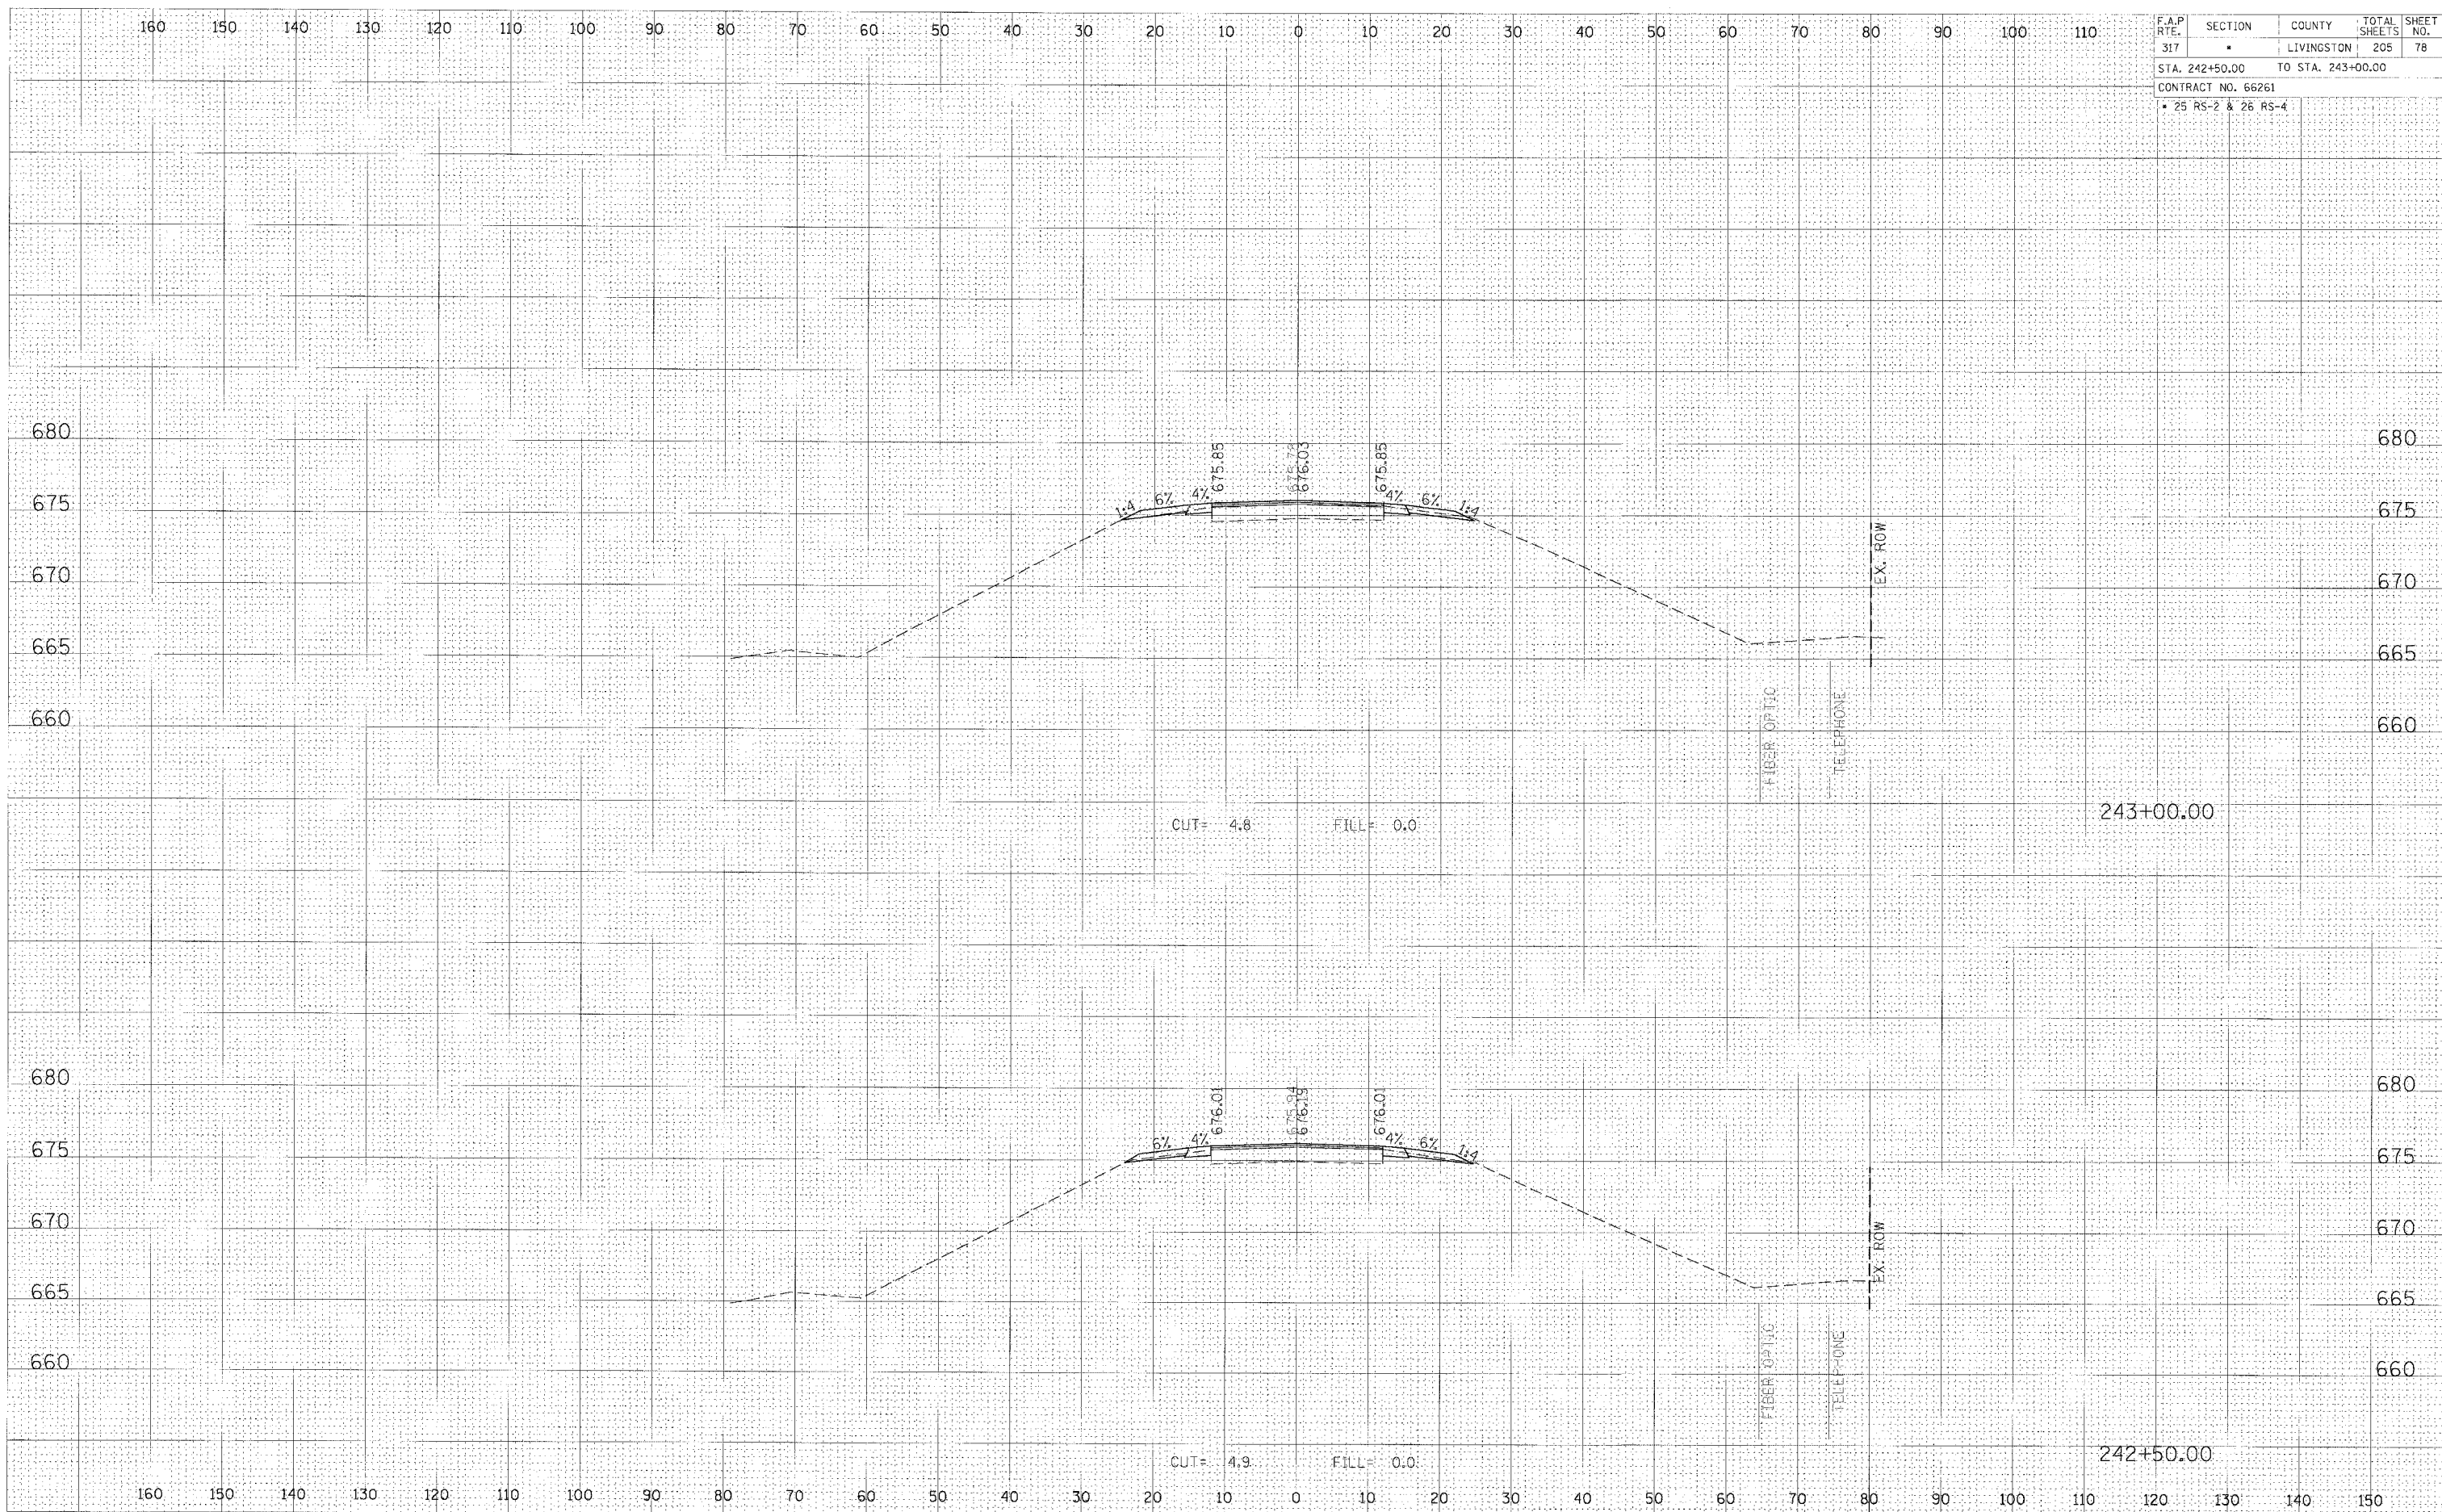 160 150 140 130 120 110 100 90 80 70 60 50 40 30 20 10 0 10 20 30 40 50 60 70 80 90 100 110
F.A.P RTE. SECTION COUNTY TOTAL SHEETS SHEET NO.
317 * LIVINGSTON 205 78
STA. 242+50.00 TO STA. 243+00.00
CONTRACT NO. 66261
* 25 RS-2 & 26 RS-4
680 680
675.85 676.03 675.85
1:4 6% 4% 4% 6% 1:4
675 675
EX. ROW
670 670
665 665
FIBER OPTIC TELEPHONE
660 660
243+00.00
CUT= 4.8 FILL= 0.0
680 680
676.01 675.94 676.19 676.01
6% 4% 4% 6% 1:4
675 675
EX. ROW
670 670
665 665
FIBER OPTIC TELEPHONE
660 660
242+50.00
CUT= 4.9 FILL= 0.0
160 150 140 130 120 110 100 90 80 70 60 50 40 30 20 10 0 10 20 30 40 50 60 70 80 90 100 110 120 130 140 150